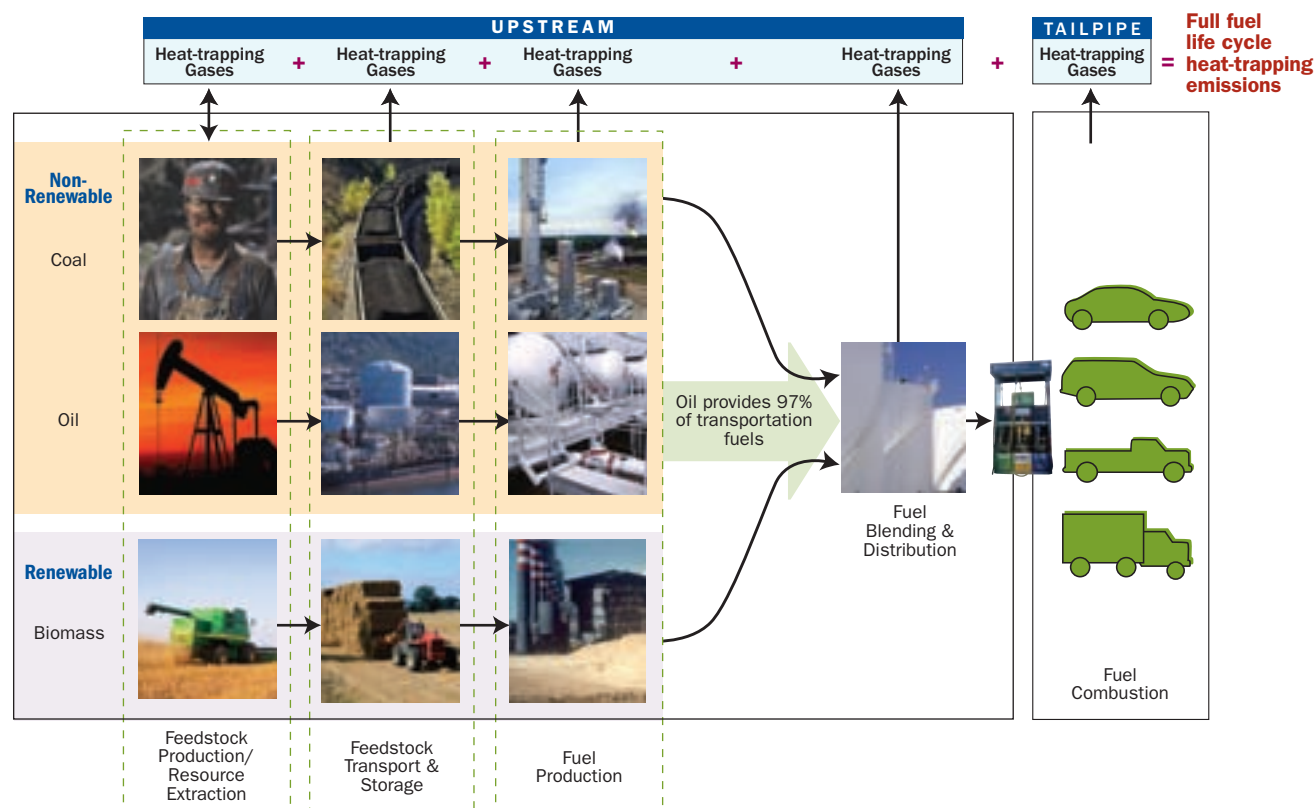 UPSTREAM
TAILPIPE
Heat-trapping
Gases
+
Heat-trapping
Gases
+
Heat-trapping
Gases
+
Heat-trapping
Gases
+
Heat-trapping
Gases
=
Full fuel
life cycle
heat-trapping
emissions
Non-
Renewable
Coal
Oil
Oil provides 97%
of transportation
fuels
Fuel
Blending &
Distribution
Renewable
Biomass
Fuel
Combustion
Feedstock
Production/
Resource
Extraction
Feedstock
Transport &
Storage
Fuel
Production